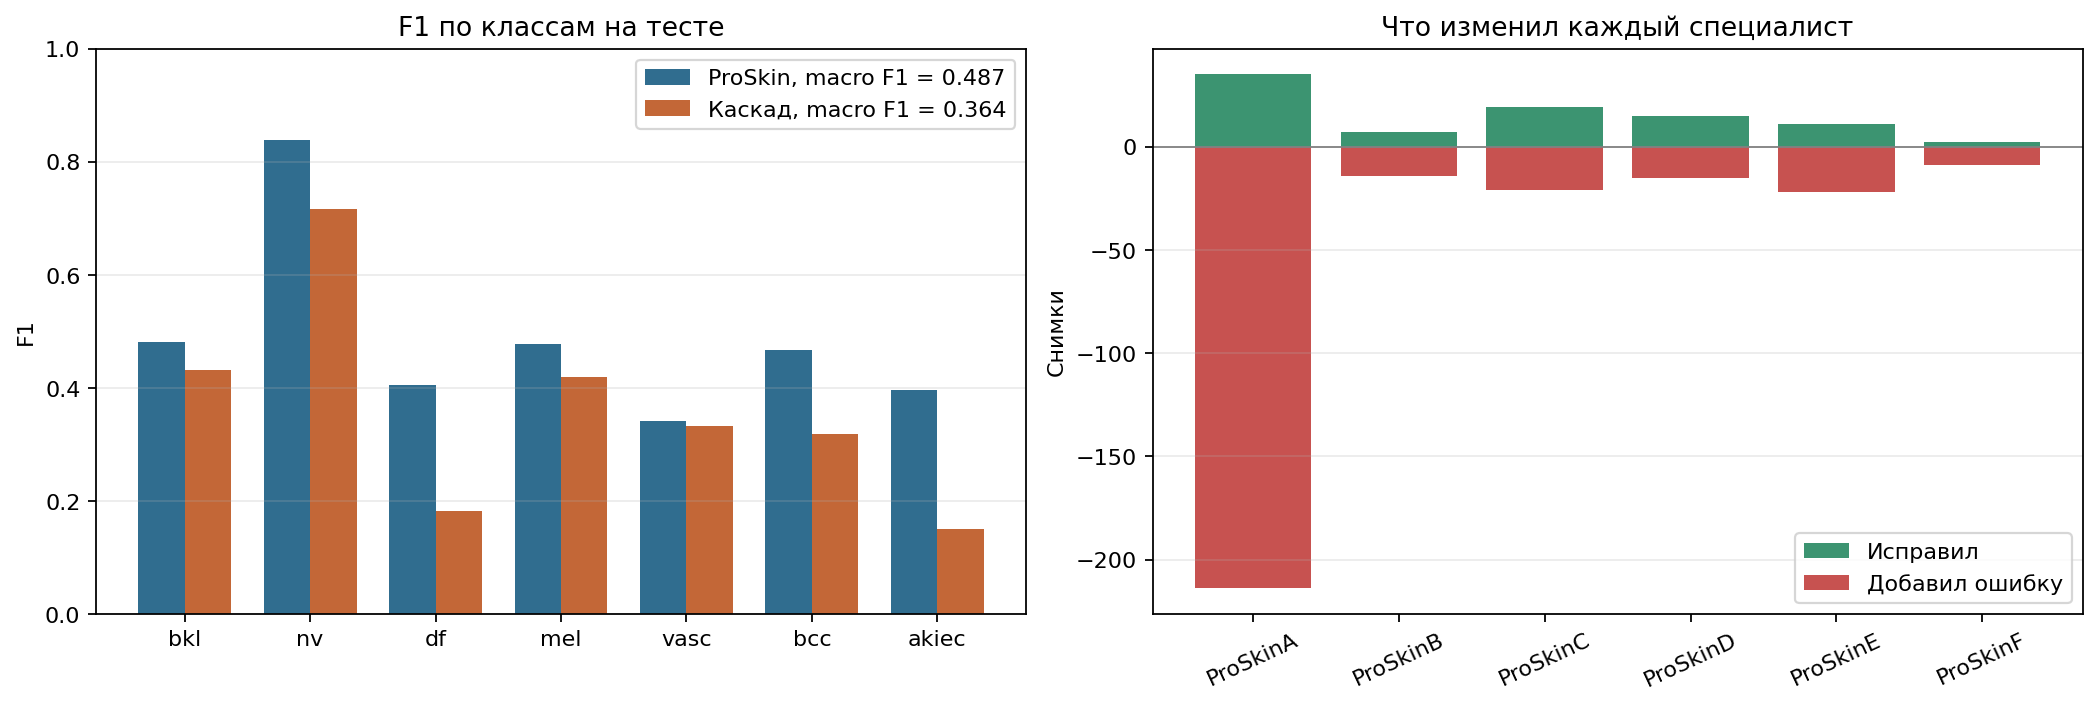 F1 по классам на тесте
ProSkin, macro F1 = 0.487
Каскад, macro F1 = 0.364
F1
1.0
0.8
0.6
0.4
0.2
0.0
bkl nv df mel vasc bcc akiec
Что изменил каждый специалист
Снимки
0
−50
−100
−150
−200
Исправил
Добавил ошибку
ProSkinA ProSkinB ProSkinC ProSkinD ProSkinE ProSkinF